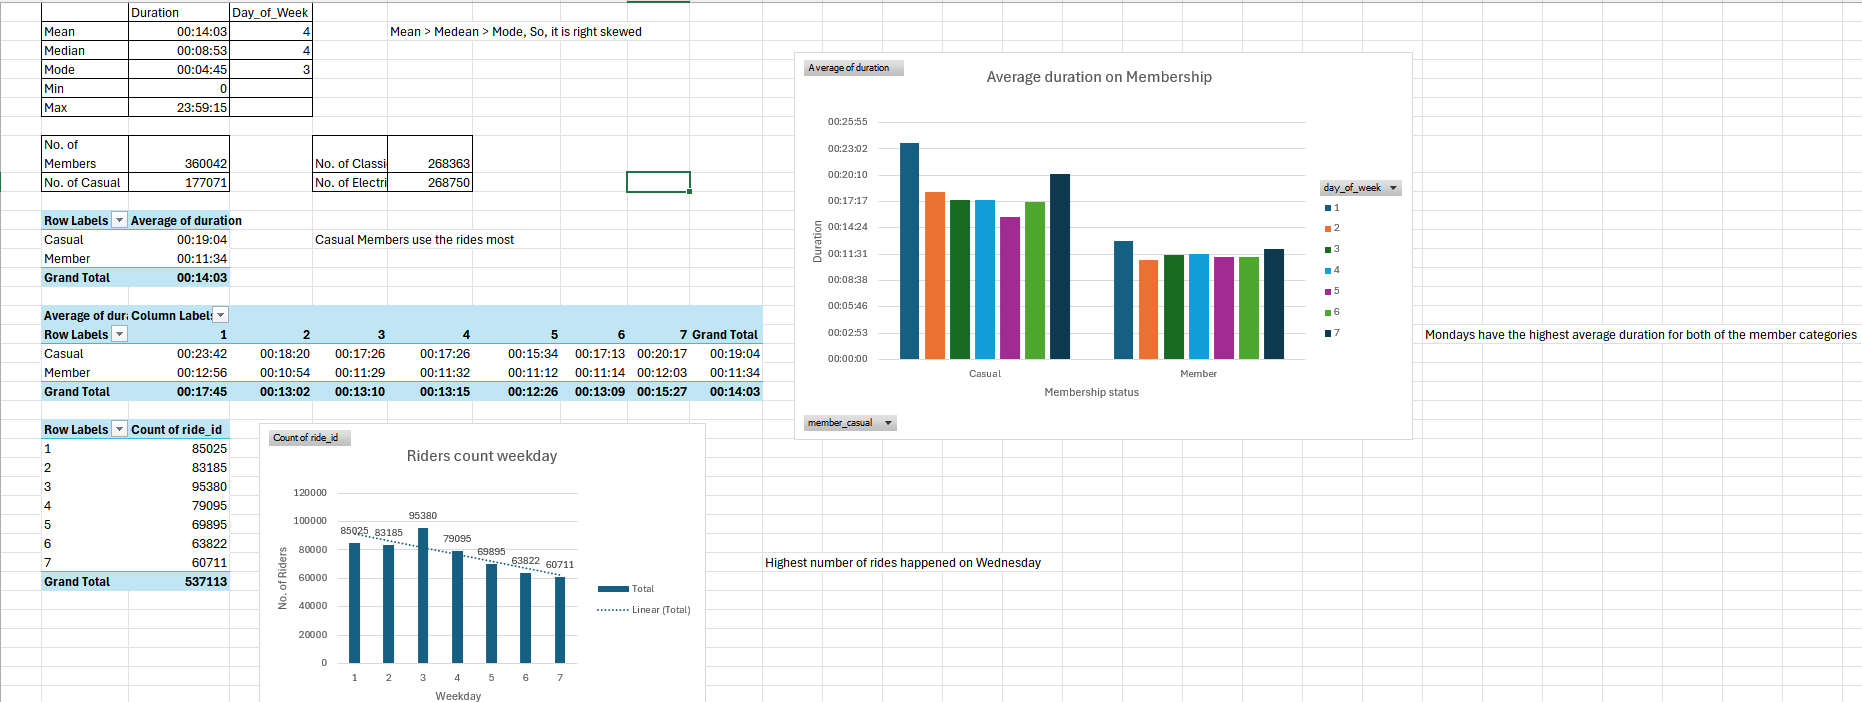 Duration Day_of_Week
Mean 00:14:03 4
Median 00:08:53 4
Mode 00:04:45 3
Min 0
Max 23:59:15
Mean > Medean > Mode, So, it is right skewed
No. of
Members 360042
No. of Casual 177071
No. of Classi 268363
No. of Electri 268750
Row Labels Average of duration
Casual 00:19:04
Member 00:11:34
Grand Total 00:14:03
Casual Members use the rides most
Average of dur Column Labels
Row Labels 1 2 3 4 5 6 7 Grand Total
Casual 00:23:42 00:18:20 00:17:26 00:17:26 00:15:34 00:17:13 00:20:17 00:19:04
Member 00:12:56 00:10:54 00:11:29 00:11:32 00:11:12 00:11:14 00:12:03 00:11:34
Grand Total 00:17:45 00:13:02 00:13:10 00:13:15 00:12:26 00:13:09 00:15:27 00:14:03
Row Labels Count of ride_id
1 85025
2 83185
3 95380
4 79095
5 69895
6 63822
7 60711
Grand Total 537113
Count of ride_id
Riders count weekday
No. of Riders
120000
100000
80000
60000
40000
20000
0
85025 83185 95380 79095 69895 63822 60711
1 2 3 4 5 6 7
Weekday
Total
Linear (Total)
Highest number of rides happened on Wednesday
Average of duration
Average duration on Membership
Duration
00:25:55
00:23:02
00:20:10
00:17:17
00:14:24
00:11:31
00:08:38
00:05:46
00:02:53
00:00:00
Casual Member
Membership status
day_of_week
1
2
3
4
5
6
7
member_casual
Mondays have the highest average duration for both of the member categories